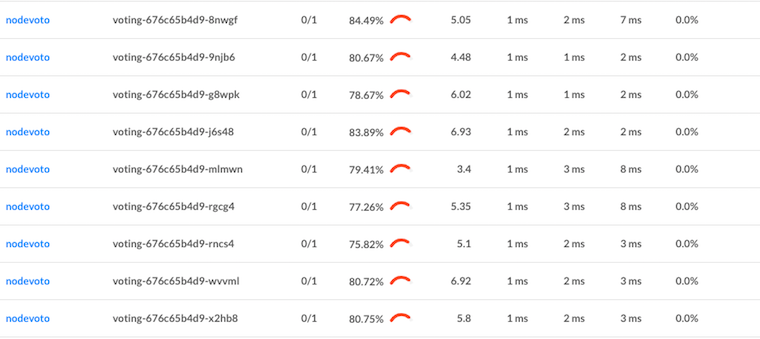 nodevoto voting-676c65b4d9-8nwgf 0/1 84.49% 5.05 1 ms 2 ms 7 ms 0.0%
nodevoto voting-676c65b4d9-9njb6 0/1 80.67% 4.48 1 ms 1 ms 2 ms 0.0%
nodevoto voting-676c65b4d9-g8wpk 0/1 78.67% 6.02 1 ms 1 ms 2 ms 0.0%
nodevoto voting-676c65b4d9-j6s48 0/1 83.89% 6.93 1 ms 2 ms 2 ms 0.0%
nodevoto voting-676c65b4d9-mlmwn 0/1 79.41% 3.4 1 ms 3 ms 8 ms 0.0%
nodevoto voting-676c65b4d9-rgcg4 0/1 77.26% 5.35 1 ms 3 ms 8 ms 0.0%
nodevoto voting-676c65b4d9-rncs4 0/1 75.82% 5.1 1 ms 2 ms 3 ms 0.0%
nodevoto voting-676c65b4d9-wvvml 0/1 80.72% 6.92 1 ms 2 ms 3 ms 0.0%
nodevoto voting-676c65b4d9-x2hb8 0/1 80.75% 5.8 1 ms 2 ms 3 ms 0.0%